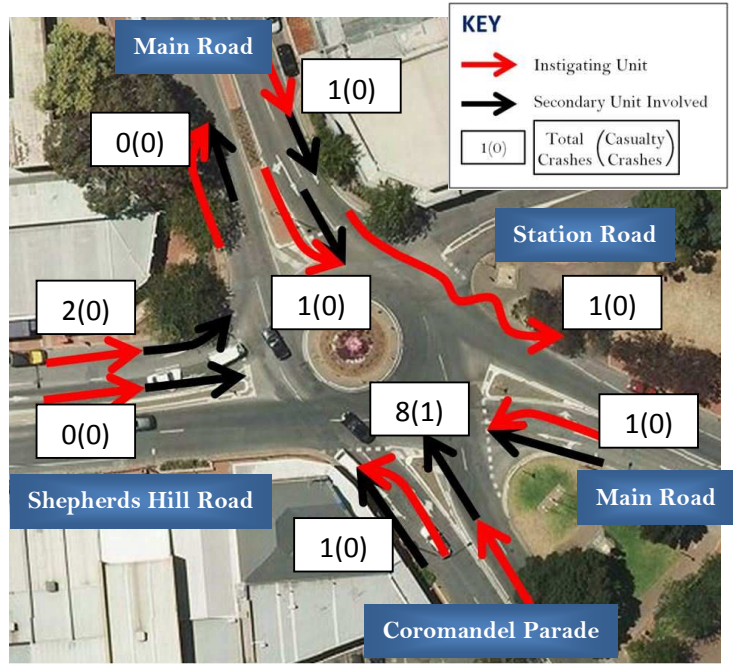 KEY
Instigating Unit
Secondary Unit Involved
1(0)
Total Crashes (Casualty Crashes)
Main Road
1(0)
0(0)
Station Road
2(0)
1(0)
1(0)
8(1)
0(0)
1(0)
Shepherds Hill Road
Main Road
1(0)
Coromandel Parade